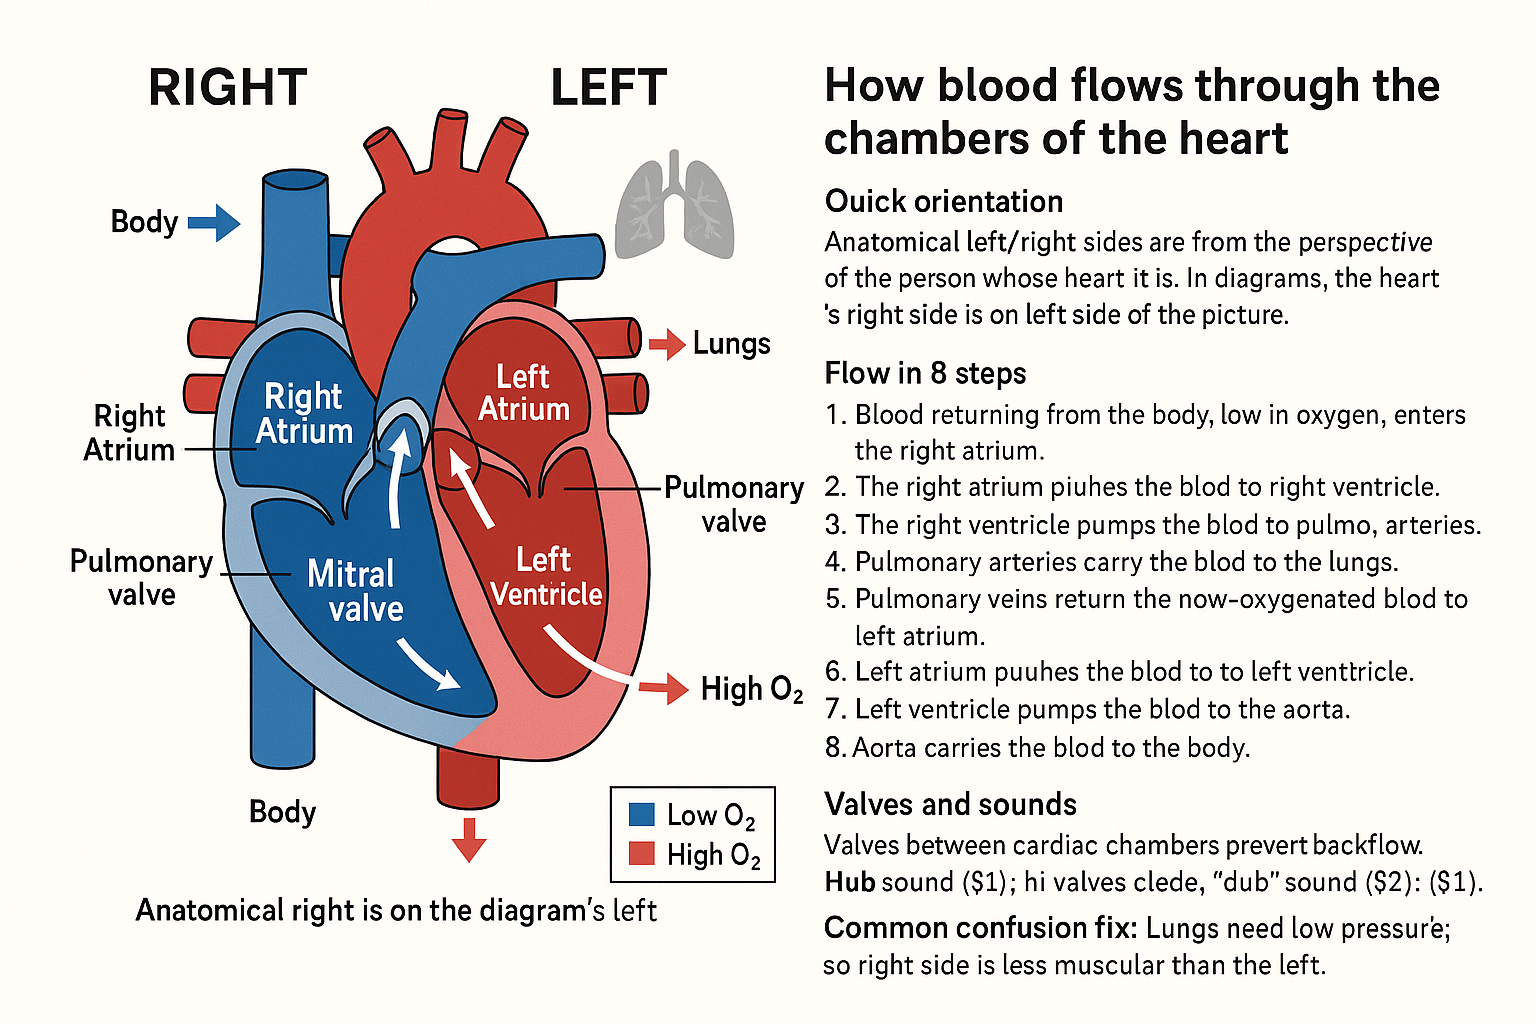 RIGHT
LEFT
Body
Lungs
Right
Atrium
Right
Atrium
Left
Atrium
Pulmonary
valve
Pulmonary
valve
Mitral
valve
Left
Ventricle
High O₂
Body
Low O₂
High O₂
Anatomical right is on the diagram's left
How blood flows through the
chambers of the heart
Ouick orientation
Anatomical left/right sides are from the perspective
of the person whose heart it is. In diagrams, the heart
's right side is on left side of the picture.
Flow in 8 steps
1. Blood returning from the body, low in oxygen, enters
the right atrium.
2. The right atrium piuhes the blod to right ventricle.
3. The right ventricle pumps the blod to pulmo, arteries.
4. Pulmonary arteries carry the blod to the lungs.
5. Pulmonary veins return the now-oxygenated blod to
left atrium.
6. Left atrium puuhes the blod to to left venttricle.
7. Left ventricle pumps the blod to the aorta.
8. Aorta carries the blod to the body.
Valves and sounds
Valves between cardiac chambers prevert backflow.
Hub sound ($1); hi valves clede, "dub" sound ($2): ($1).
Common confusion fix: Lungs need low pressur'e;
so right side is less muscular than the left.